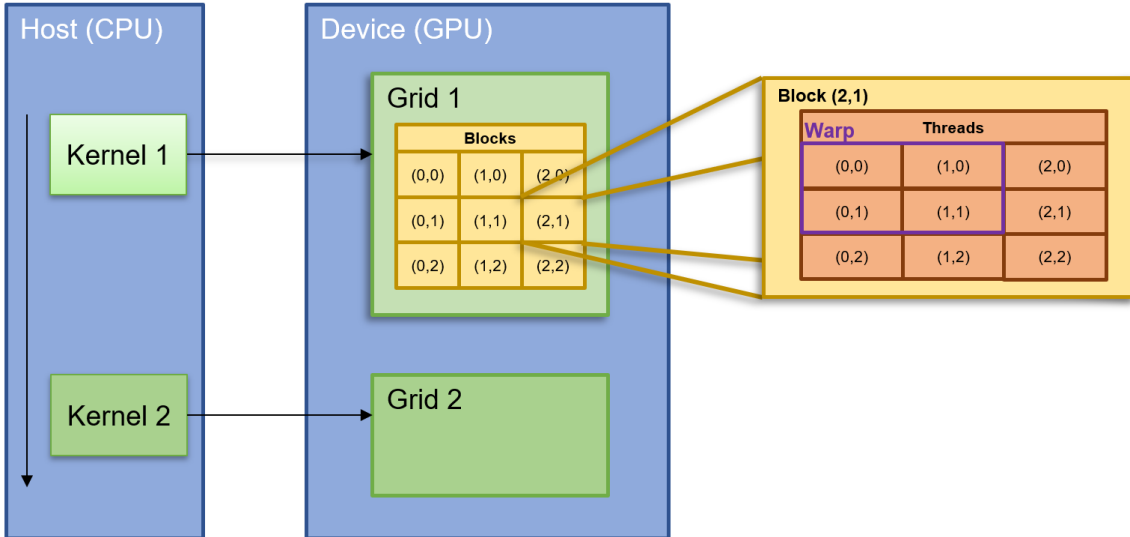 Host (CPU)
Device (GPU)
Kernel 1
Grid 1
Blocks
(0,0) (1,0) (2,0)
(0,1) (1,1) (2,1)
(0,2) (1,2) (2,2)
Block (2,1)
Warp Threads
(0,0) (1,0) (2,0)
(0,1) (1,1) (2,1)
(0,2) (1,2) (2,2)
Kernel 2
Grid 2